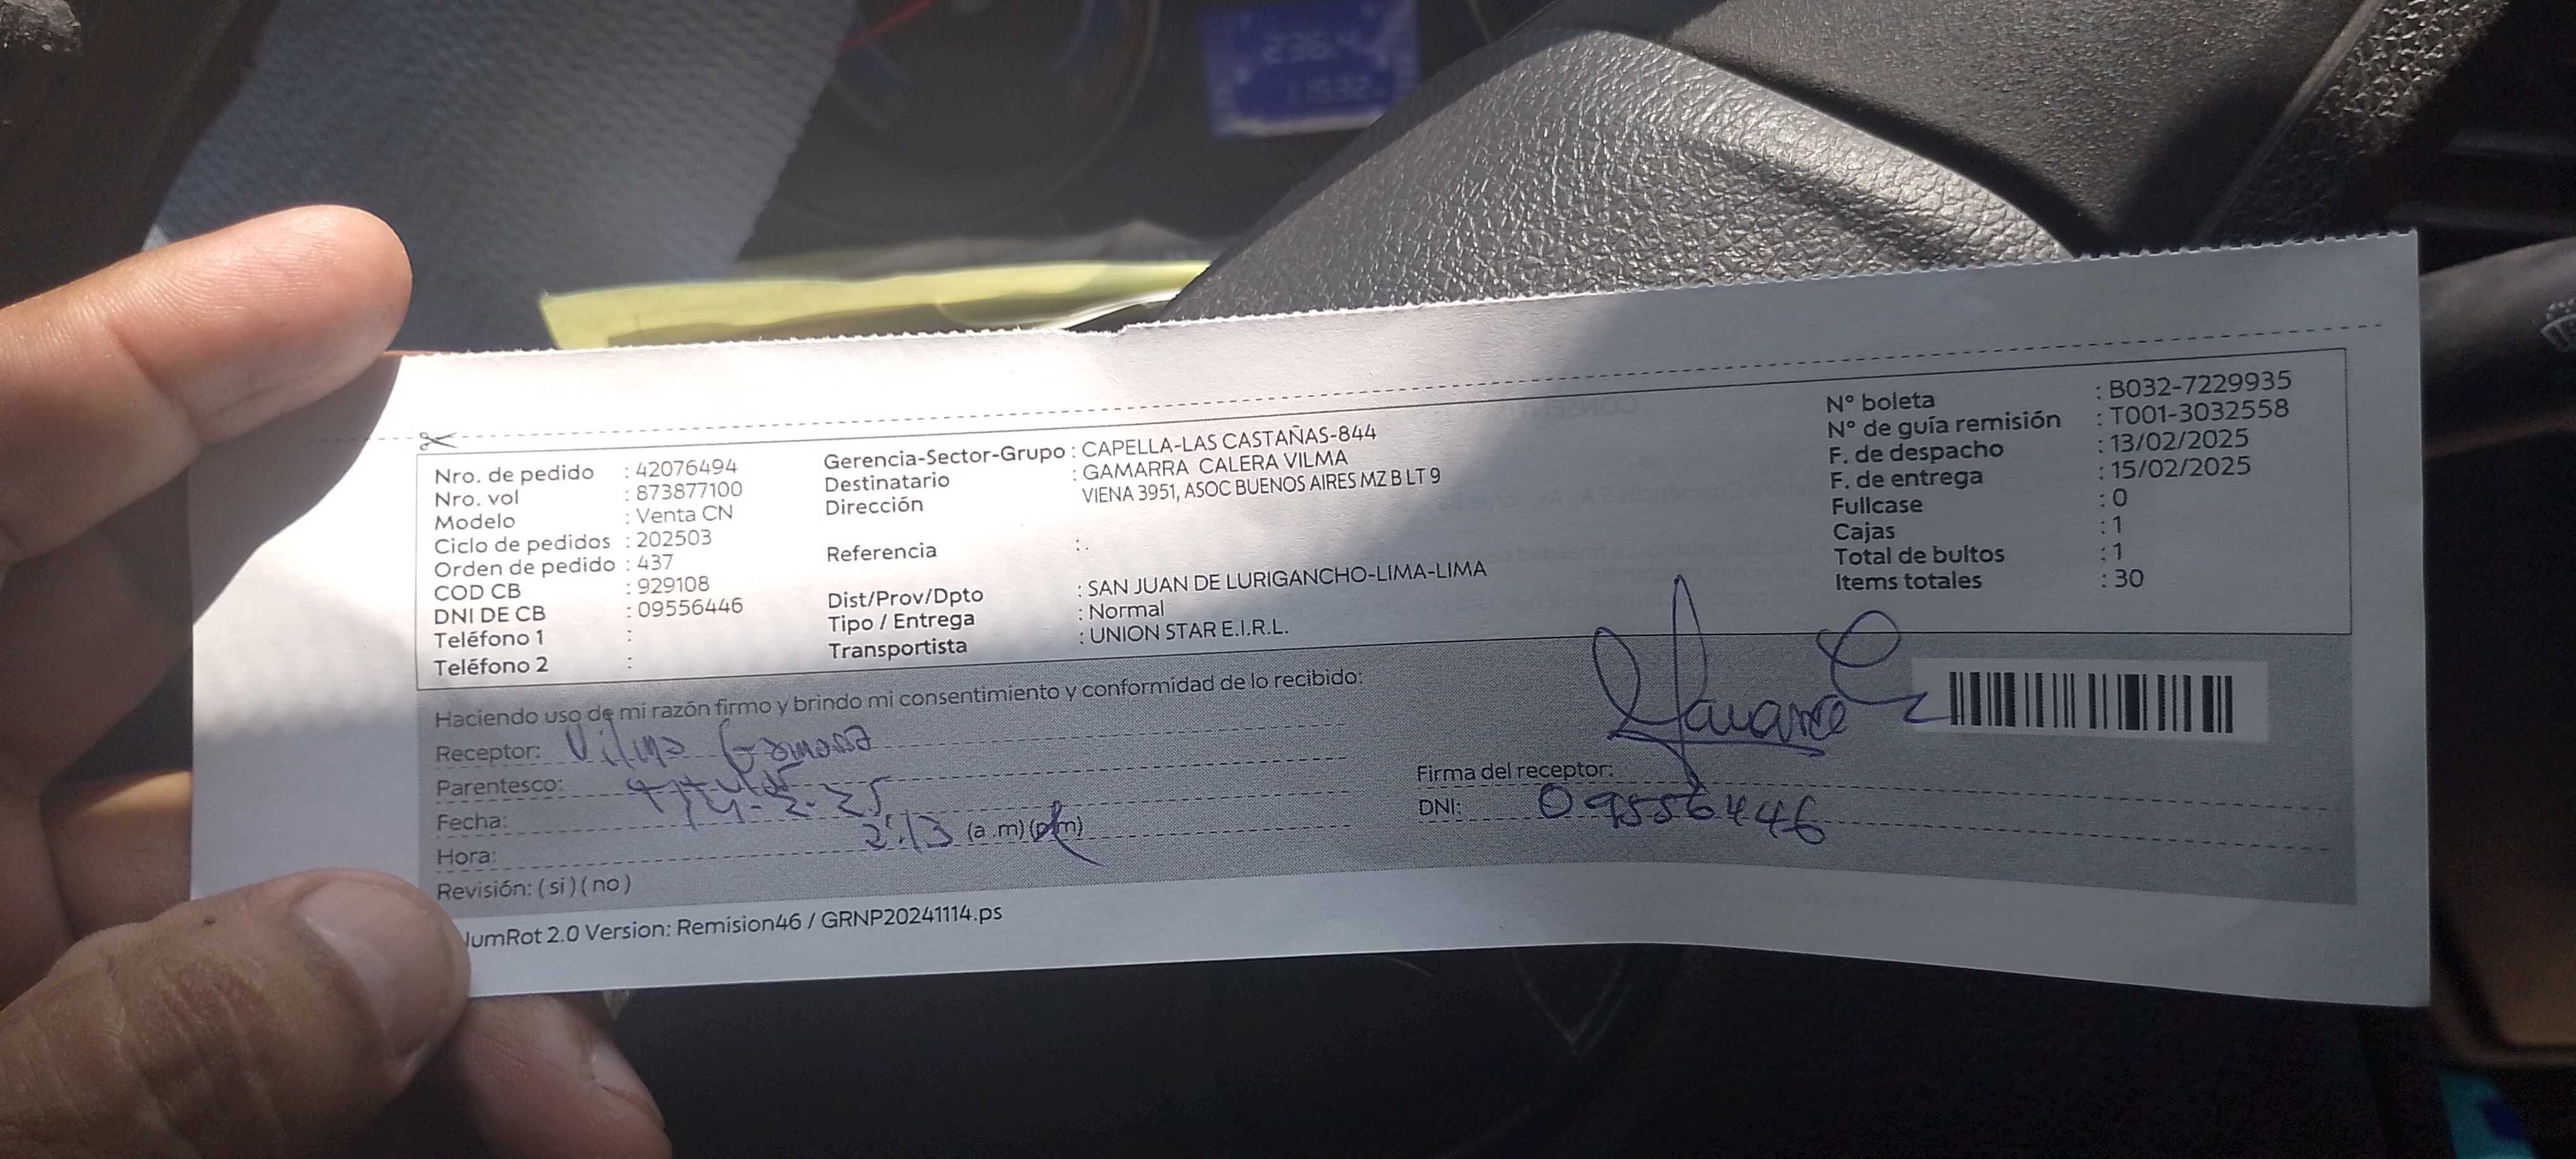 236.4
Nro. de pedido : 42076494
Nro. vol : 873877100
Modelo : Venta CN
Ciclo de pedidos : 202503
Orden de pedido : 437
COD CB : 929108
DNI DE CB : 09556446
Teléfono 1 :
Teléfono 2 :
Gerencia-Sector-Grupo : CAPELLA-LAS CASTAÑAS-844
Destinatario : GAMARRA CALERA VILMA
Dirección VIENA 3951, ASOC BUENOS AIRES MZ B LT 9
Referencia : .
Dist/Prov/Dpto : SAN JUAN DE LURIGANCHO-LIMA-LIMA
Tipo / Entrega : Normal
Transportista : UNION STAR E.I.R.L.
N° boleta : B032-7229935
N° de guía remisión : T001-3032558
F. de despacho : 13/02/2025
F. de entrega : 15/02/2025
Fullcase : 0
Cajas : 1
Total de bultos : 1
Items totales : 30
Haciendo uso de mi razón firmo y brindo mi consentimiento y conformidad de lo recibido:
Receptor: Vilma Gamarra
Parentesco:
Fecha: 14-2-25
Hora: 2:13 (a .m) (p.m)
Revisión: ( si ) ( no )
Firma del receptor:
DNI: 09556446
umRot 2.0 Version: Remision46 / GRNP20241114.ps